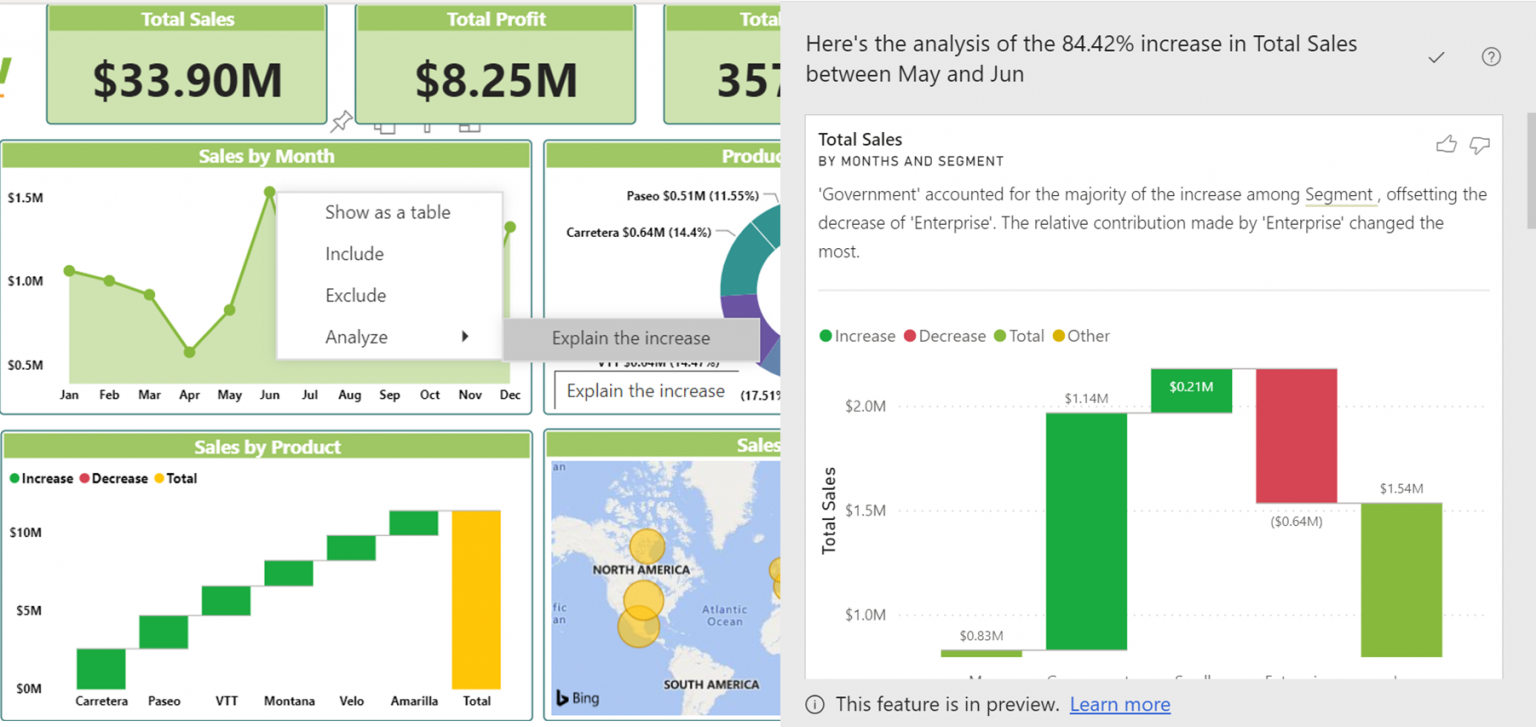 Total Sales
$33.90M
Total Profit
$8.25M
Total
357
Sales by Month
$1.5M
$1.0M
$0.5M
Jan Feb Mar Apr May Jun Jul Aug Sep Oct Nov Dec
Show as a table
Include
Exclude
Analyze
Explain the increase
Explain the increase
Produc
Paseo $0.51M (11.55%)
Carretera $0.64M (14.4%)
VTT $0.64M (14.47%)
(17.51%
Sales by Product
Increase Decrease Total
$10M
$5M
$0M
Carretera Paseo VTT Montana Velo Amarilla Total
Sales
an
NORTH AMERICA
fic
an
Atlantic
Ocean
SOUTH AMERICA
Bing
Here's the analysis of the 84.42% increase in Total Sales
between May and Jun
Total Sales
BY MONTHS AND SEGMENT
'Government' accounted for the majority of the increase among Segment , offsetting the
decrease of 'Enterprise'. The relative contribution made by 'Enterprise' changed the
most.
Increase Decrease Total Other
Total Sales
$2.0M
$1.5M
$1.0M
$0.83M
$1.14M
$0.21M
($0.64M)
$1.54M
This feature is in preview. Learn more